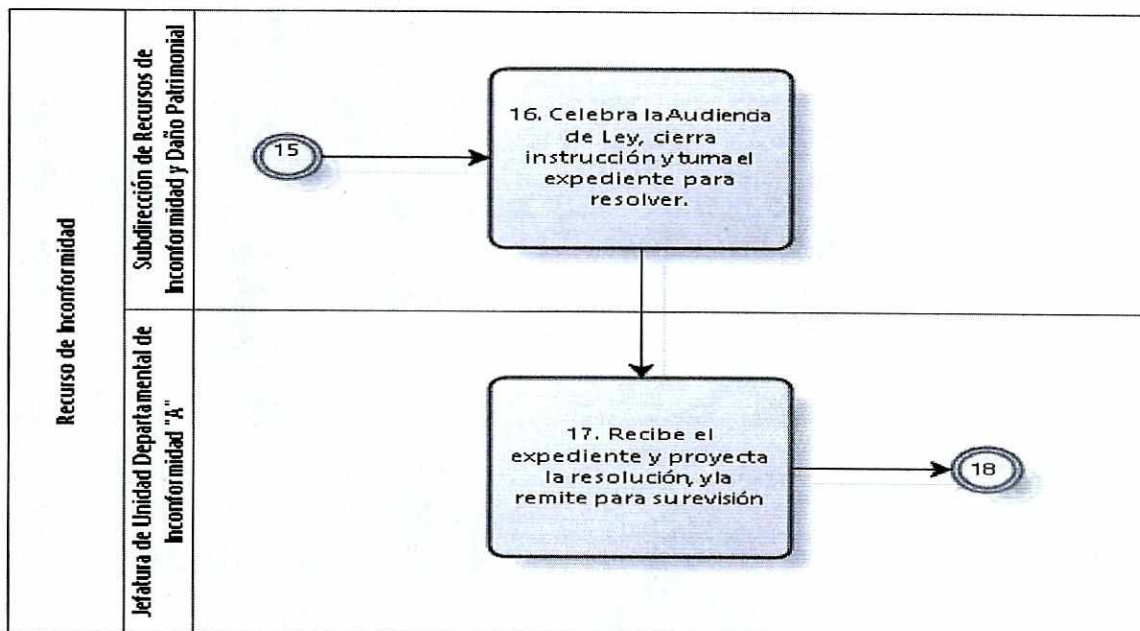 Recurso de Inconformidad
Subdirección de Recursos de
Inconformidad y Daño Patrimonial
15
16. Celebra la Audiencia
de Ley, cierra
instrucción y turna el
expediente para
resolver.
Jefatura de Unidad Departamental de
Inconformidad "A"
17. Recibe el
expediente y proyecta
la resolución, y la
remite para su revisión
18